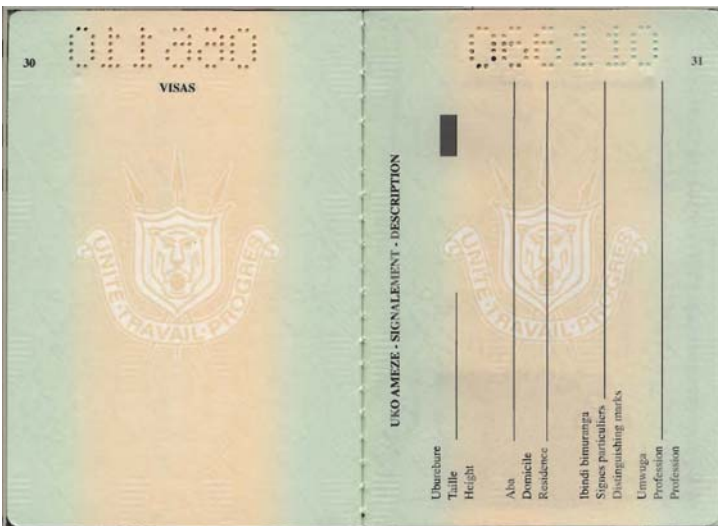 30
011330
VISAS
UNITE-TRAVAIL-PROGRES
31
UKO AMEZE - SIGNALEMENT - DESCRIPTION
Uburebure
Taille
Height
Aba
Domicile
Residence
Ibindi bimuranga
Signes particuliers
Distinguishing marks
Umwuga
Profession
Profession
UNITE-TRAVAIL-PROGRES